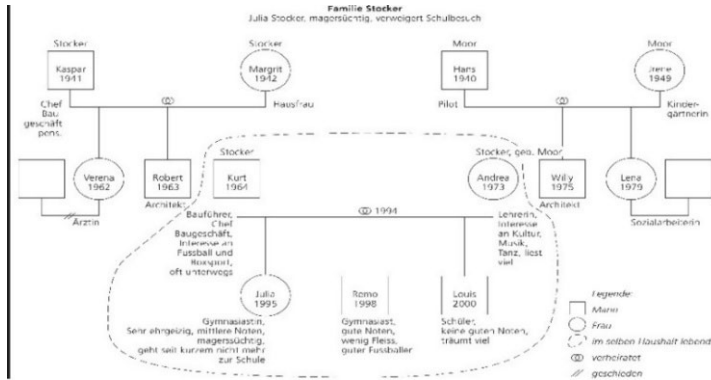 Familie Stocker
Julia Stocker, magersüchtig, verweigert Schulbesuch
Stocker
Stocker
Moor
Moor
Kaspar
1941
Margrit
1942
Hans
1940
Irene
1949
Chef
Bau
geschäft
pens.
Hausfrau
Pilot
Kinder-
gärtnerin
Stocker
Stocker, geb. Moor
Verena
1962
Robert
1963
Kurt
1964
Andrea
1973
Willy
1975
Lena
1979
Ärztin
Architekt
Architekt
Sozialarbeiterin
Bauführer,
Chef
Baugeschäft,
Interesse an
Fussball und
Boxsport,
oft unterwegs
1994
Lehrerin,
Interesse
an Kultur,
Musik,
Tanz, liest
viel
Julia
1995
Remo
1998
Louis
2000
Gymnasiastin,
Sehr ehrgeizig, mittlere Noten,
magersüchtig,
geht seit kurzem nicht mehr
zur Schule
Gymnasiast,
gute Noten,
wenig Fleiss,
guter Fussballer
Schüler,
keine guten Noten,
träumt viel
Legende:
Mann
Frau
im selben Haushalt lebend
verheiratet
geschieden